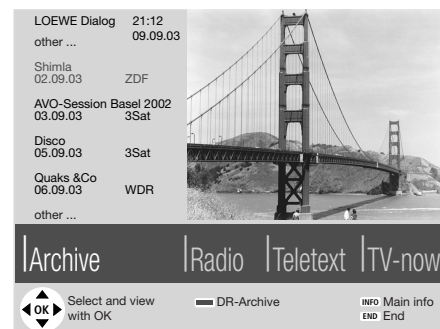 LOEWE Dialog 21:12
other ... 09.09.03
Shimla
02.09.03 ZDF
AVO-Session Basel 2002
03.09.03 3Sat
Disco
05.09.03 3Sat
Quaks &Co
06.09.03 WDR
other ...
Archive Radio Teletext TV-now
OK Select and view
with OK
DR-Archive
INFO Main info
END End